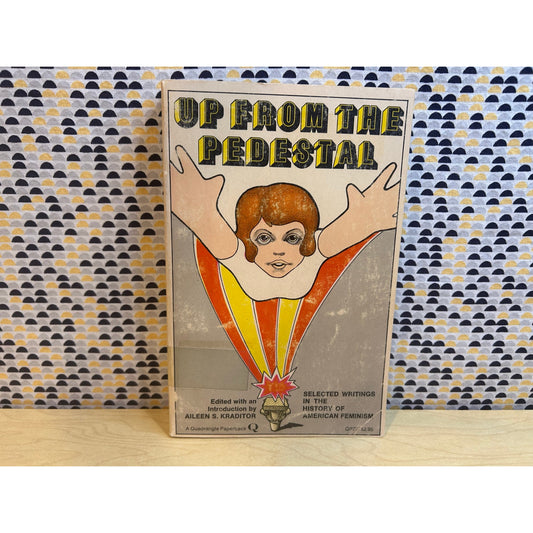 UP FROM THE
PEDESTAL
Edited with an
Introduction by
AILEEN S. KRADITOR
SELECTED WRITINGS
IN THE
HISTORY OF
AMERICAN FEMINISM
A Quadrangle Paperback Q